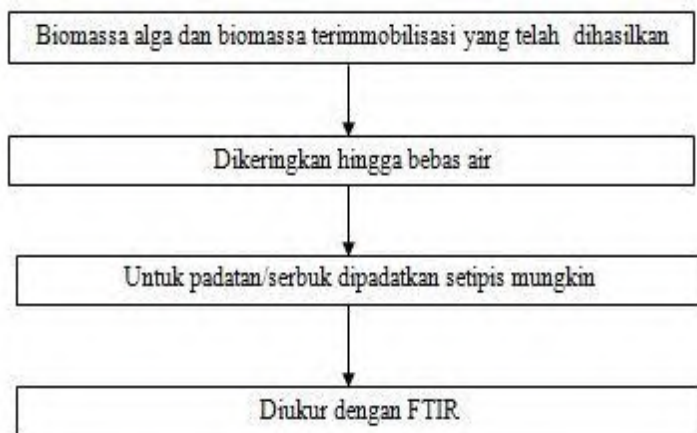 Biomassa alga dan biomassa terimmobilisasi yang telah dihasilkan
Dikeringkan hingga bebas air
Untuk padatan/serbuk dipadatkan setipis mungkin
Diukur dengan FTIR